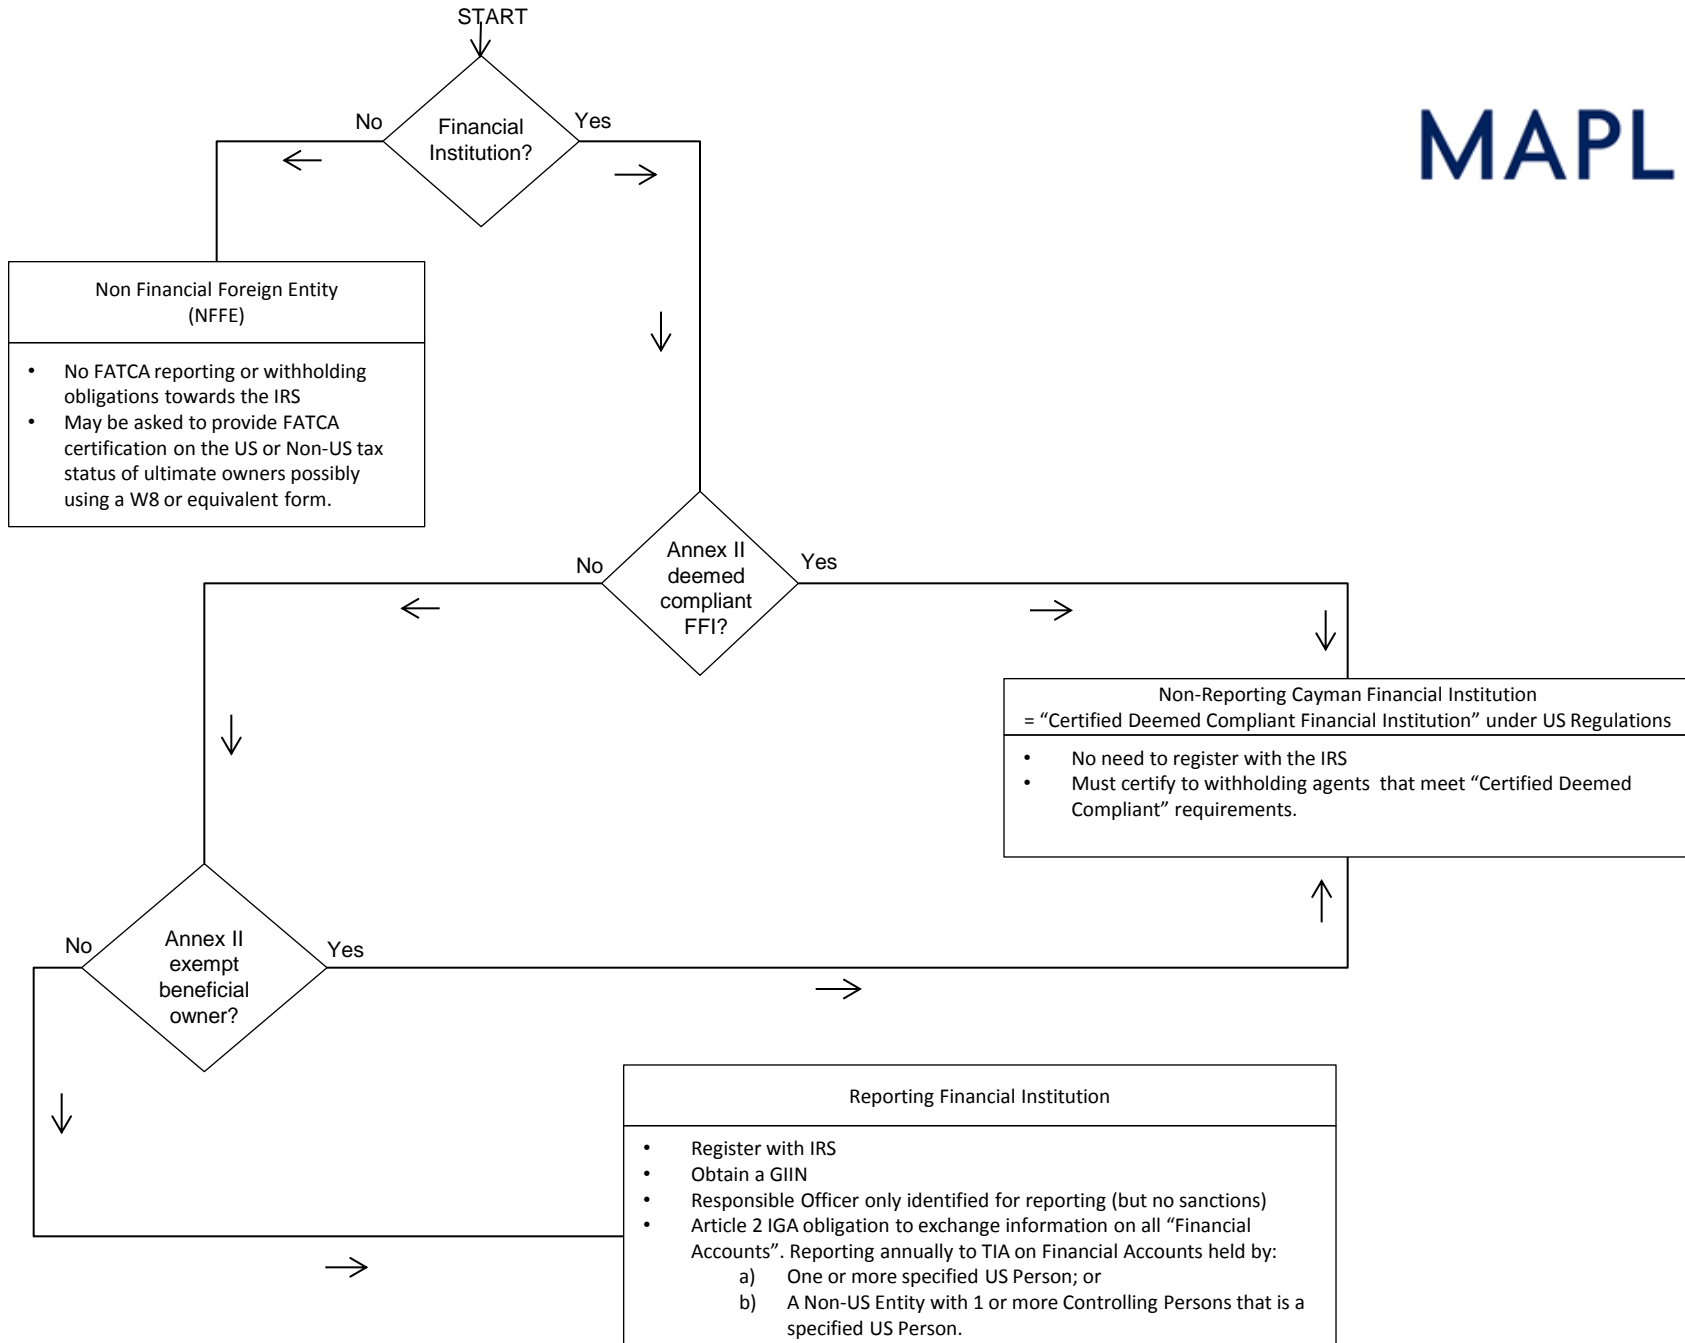 START
MAPL
No
Yes
Financial
Institution?
Non Financial Foreign Entity
(NFFE)
• No FATCA reporting or withholding
obligations towards the IRS
• May be asked to provide FATCA
certification on the US or Non-US tax
status of ultimate owners possibly
using a W8 or equivalent form.
No
Yes
Annex II
deemed
compliant
FFI?
Non-Reporting Cayman Financial Institution
= “Certified Deemed Compliant Financial Institution” under US Regulations
• No need to register with the IRS
• Must certify to withholding agents that meet “Certified Deemed
Compliant” requirements.
No
Yes
Annex II
exempt
beneficial
owner?
Reporting Financial Institution
• Register with IRS
• Obtain a GIIN
• Responsible Officer only identified for reporting (but no sanctions)
• Article 2 IGA obligation to exchange information on all “Financial
Accounts”. Reporting annually to TIA on Financial Accounts held by:
a) One or more specified US Person; or
b) A Non-US Entity with 1 or more Controlling Persons that is a
specified US Person.